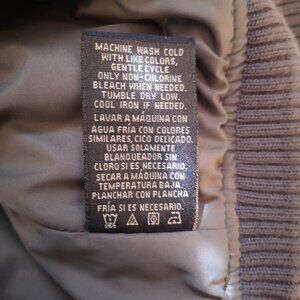 MACHINE WASH COLD
WITH LIKE COLORS,
GENTLE CYCLE
ONLY NON-CHLORINE
BLEACH WHEN NEEDED.
TUMBLE DRY LOW.
COOL IRON IF NEEDED.
LAVAR A MÁQUINA CON
AGUA FRÍA CON COLORES
SIMILARES, CICO DELICADO.
USAR SOLAMENTE
BLANQUEADOR SIN
CLORO SI ES NECESARIO.
SECAR A MÁQUINA CON
TEMPERATURA BAJA.
PLANCHAR CON PLANCHA
FRÍA SI ES NECESARIO.